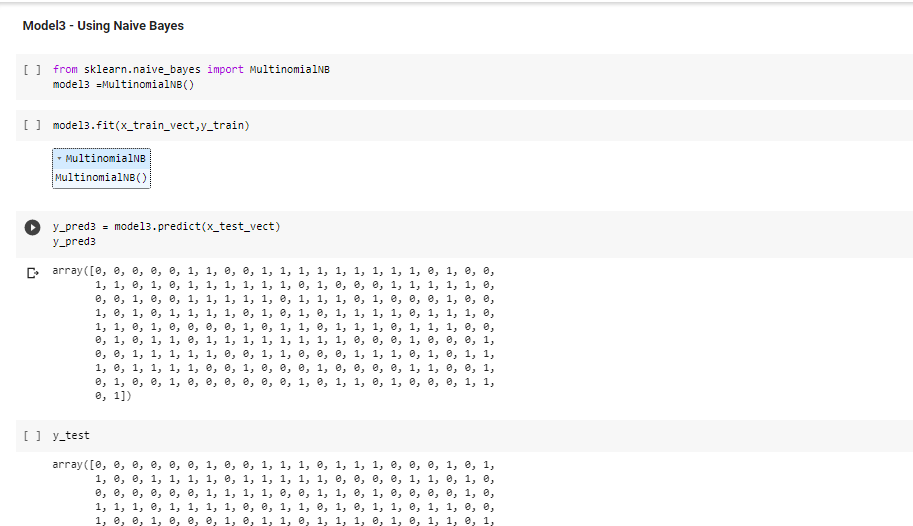 Model3 - Using Naive Bayes
[ ] from sklearn.naive_bayes import MultinomialNB
model3 =MultinomialNB()
[ ] model3.fit(x_train_vect,y_train)
MultinomialNB
MultinomialNB()
y_pred3 = model3.predict(x_test_vect)
y_pred3
array([0, 0, 0, 0, 0, 1, 1, 0, 0, 1, 1, 1, 1, 1, 1, 1, 1, 1, 0, 1, 0, 0,
1, 1, 0, 1, 0, 1, 1, 1, 1, 1, 1, 0, 1, 0, 0, 0, 1, 1, 1, 1, 1, 0,
0, 0, 1, 0, 0, 1, 1, 1, 1, 1, 0, 1, 1, 1, 0, 1, 0, 0, 0, 1, 0, 0,
1, 0, 1, 0, 1, 1, 1, 1, 0, 1, 0, 1, 0, 1, 1, 1, 1, 0, 1, 1, 1, 0,
1, 1, 0, 1, 0, 0, 0, 0, 1, 0, 1, 1, 0, 1, 1, 1, 0, 1, 1, 1, 0, 0,
0, 1, 0, 1, 1, 0, 1, 1, 1, 1, 1, 1, 1, 1, 0, 0, 0, 1, 0, 0, 0, 1,
0, 0, 1, 1, 1, 1, 1, 0, 0, 1, 1, 0, 0, 0, 1, 1, 1, 0, 1, 0, 1, 1,
1, 0, 1, 1, 1, 1, 0, 0, 1, 0, 0, 0, 1, 0, 0, 0, 0, 1, 1, 0, 0, 1,
0, 1, 0, 0, 1, 0, 0, 0, 0, 0, 0, 1, 0, 1, 1, 0, 1, 0, 0, 0, 1, 1,
0, 1])
[ ] y_test
array([0, 0, 0, 0, 0, 0, 1, 0, 0, 1, 1, 1, 0, 1, 1, 1, 0, 0, 0, 1, 0, 1,
1, 0, 0, 1, 1, 1, 1, 0, 1, 1, 1, 1, 1, 0, 0, 0, 0, 1, 1, 0, 1, 0,
0, 0, 0, 0, 0, 0, 1, 1, 1, 1, 0, 0, 1, 1, 0, 1, 0, 0, 0, 0, 1, 0,
1, 1, 1, 0, 1, 1, 1, 1, 0, 0, 1, 1, 0, 1, 0, 1, 1, 0, 1, 1, 0, 0,
1, 0, 0, 1, 0, 0, 0, 1, 0, 1, 1, 0, 1, 1, 1, 0, 1, 0, 1, 1, 0, 1,